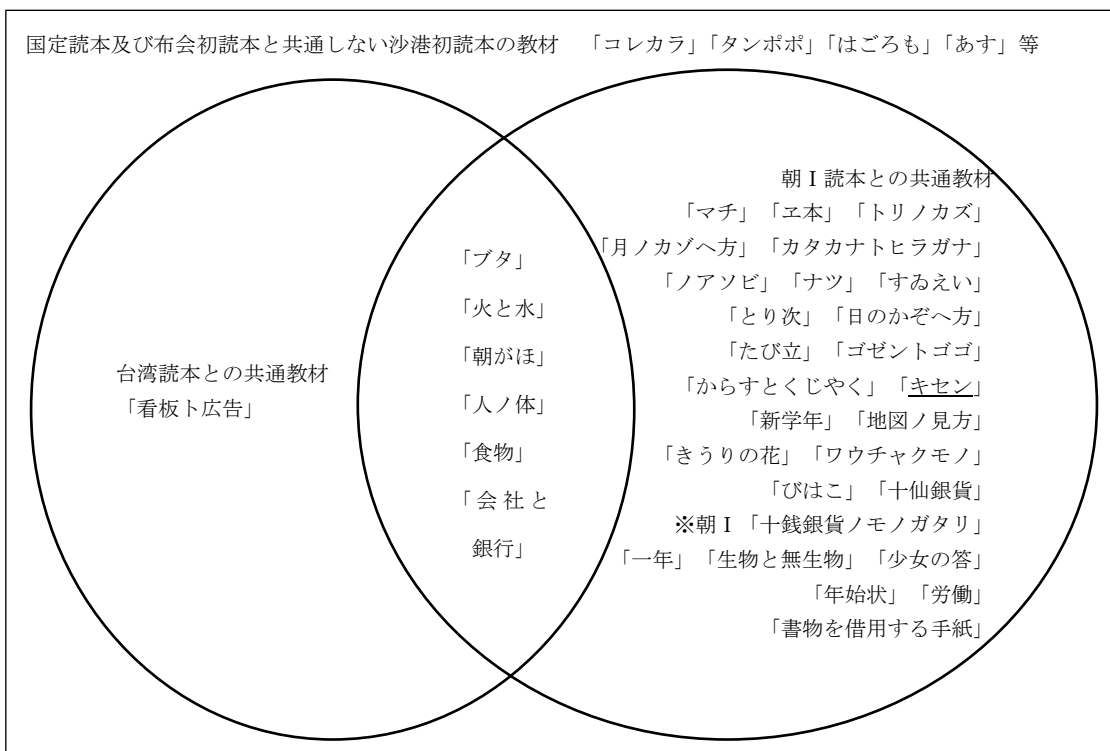 国定読本及び布会初読本と共通しない沙港初読本の教材　「コレカラ」「タンポポ」「はごろも」「あす」等
台湾読本との共通教材
「看板ト広告」
「ブタ」
「火と水」
「朝がほ」
「人ノ体」
「食物」
「会社と
銀行」
朝Ⅰ読本との共通教材
「マチ」「ヱ本」「トリノカズ」
「月ノカゾへ方」「カタカナトヒラガナ」
「ノアソビ」「ナツ」「すゐえい」
「とり次」「日のかぞへ方」
「たび立」「ゴゼントゴゴ」
「からすとくじやく」「キセン」
「新学年」「地図ノ見方」
「きうりの花」「ワウチャクモノ」
「びはこ」「十仙銀貨」
※朝Ⅰ「十銭銀貨ノモノガタリ」
「一年」「生物と無生物」「少女の答」
「年始状」「労働」
「書物を借用する手紙」